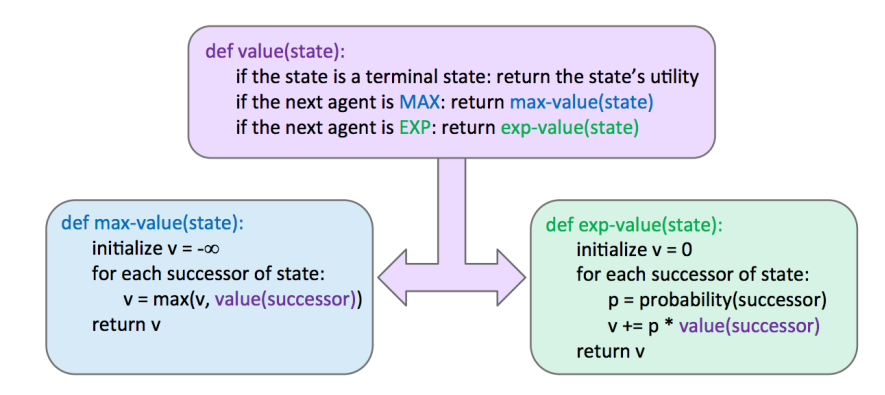 def value(state):
if the state is a terminal state: return the state’s utility
if the next agent is MAX: return max-value(state)
if the next agent is EXP: return exp-value(state)
def max-value(state):
initialize v = -∞
for each successor of state:
v = max(v, value(successor))
return v
def exp-value(state):
initialize v = 0
for each successor of state:
p = probability(successor)
v += p * value(successor)
return v